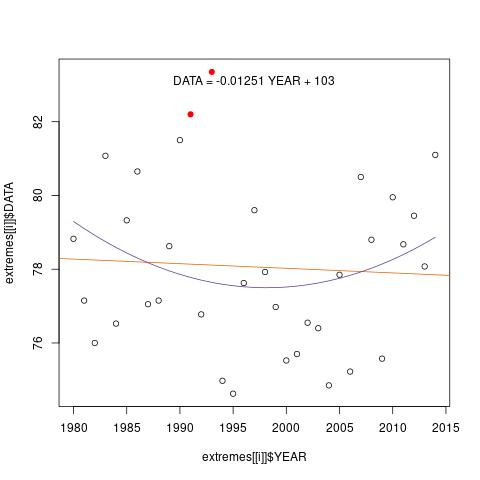 DATA = -0.01251 YEAR + 103
extremes[[i]]$DATA
82
80
78
76
1980 1985 1990 1995 2000 2005 2010 2015
extremes[[i]]$YEAR